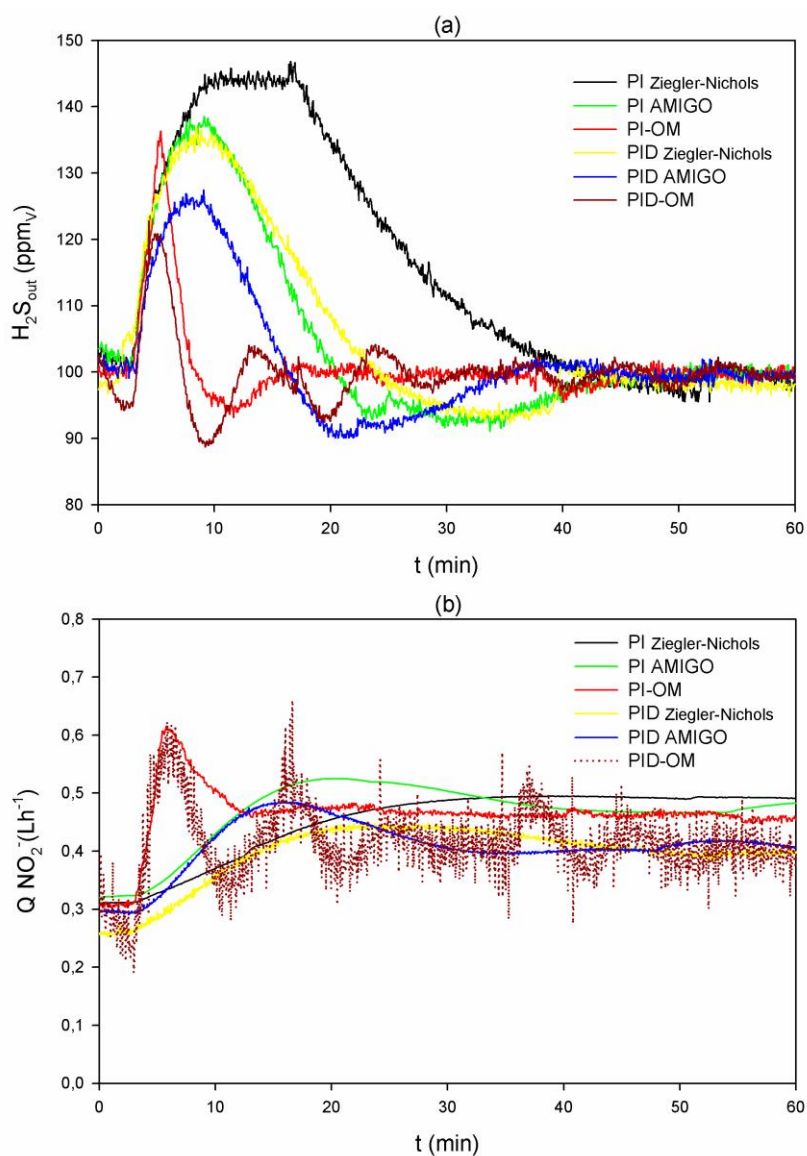 (a)
150
140
130
120
110
100
90
80
H₂S_out (ppm_V)
PI Ziegler-Nichols
PI AMIGO
PI-OM
PID Ziegler-Nichols
PID AMIGO
PID-OM
0 10 20 30 40 50 60
t (min)
(b)
0,8
0,7
0,6
0,5
0,4
0,3
0,2
0,1
0,0
Q NO₂⁻(Lh⁻¹)
PI Ziegler-Nichols
PI AMIGO
PI-OM
PID Ziegler-Nichols
PID AMIGO
PID-OM
0 10 20 30 40 50 60
t (min)